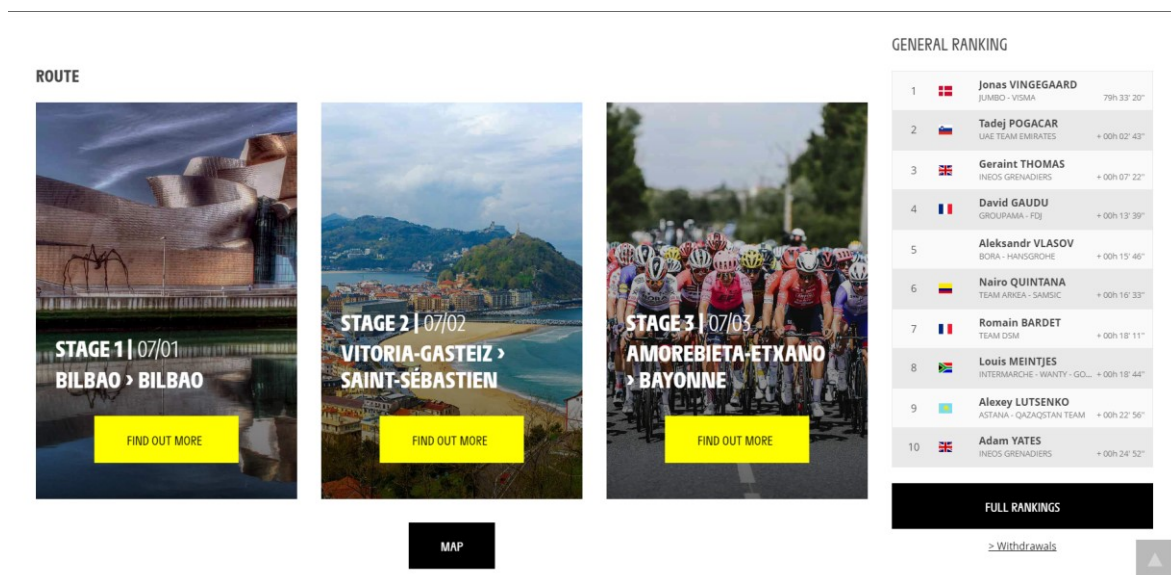 ROUTE
STAGE 1 | 07/01
BILBAO > BILBAO
FIND OUT MORE
STAGE 2 | 07/02
VITORIA-GASTEIZ >
SAINT-SÉBASTIEN
FIND OUT MORE
STAGE 3 | 07/03
AMOREBIETA-ETXANO
> BAYONNE
FIND OUT MORE
MAP
GENERAL RANKING
1 Jonas VINGEGAARD
JUMBO - VISMA 79h 33' 20''
2 Tadej POGACAR
UAE TEAM EMIRATES + 00h 02' 43''
3 Geraint THOMAS
INEOS GRENADIERS + 00h 07' 22''
4 David GAUDU
GROUPAMA - FDJ + 00h 13' 39''
5 Aleksandr VLASOV
BORA - HANSGROHE + 00h 15' 46''
6 Nairo QUINTANA
TEAM ARKEA - SAMSIC + 00h 16' 33''
7 Romain BARDET
TEAM DSM + 00h 18' 11''
8 Louis MEINTJES
INTERMARCHE - WANTY - GO... + 00h 18' 44''
9 Alexey LUTSENKO
ASTANA - QAZAQSTAN TEAM + 00h 22' 56''
10 Adam YATES
INEOS GRENADIERS + 00h 24' 52''
FULL RANKINGS
> Withdrawals